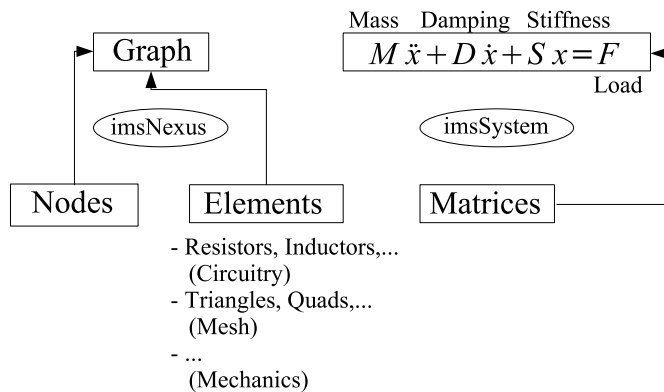 Mass Damping Stiffness
Graph
M ẍ + D ẋ + S x = F
Load
imsNexus
imsSystem
Nodes
Elements
Matrices
- Resistors, Inductors,...
(Circuitry)
- Triangles, Quads,...
(Mesh)
- ...
(Mechanics)